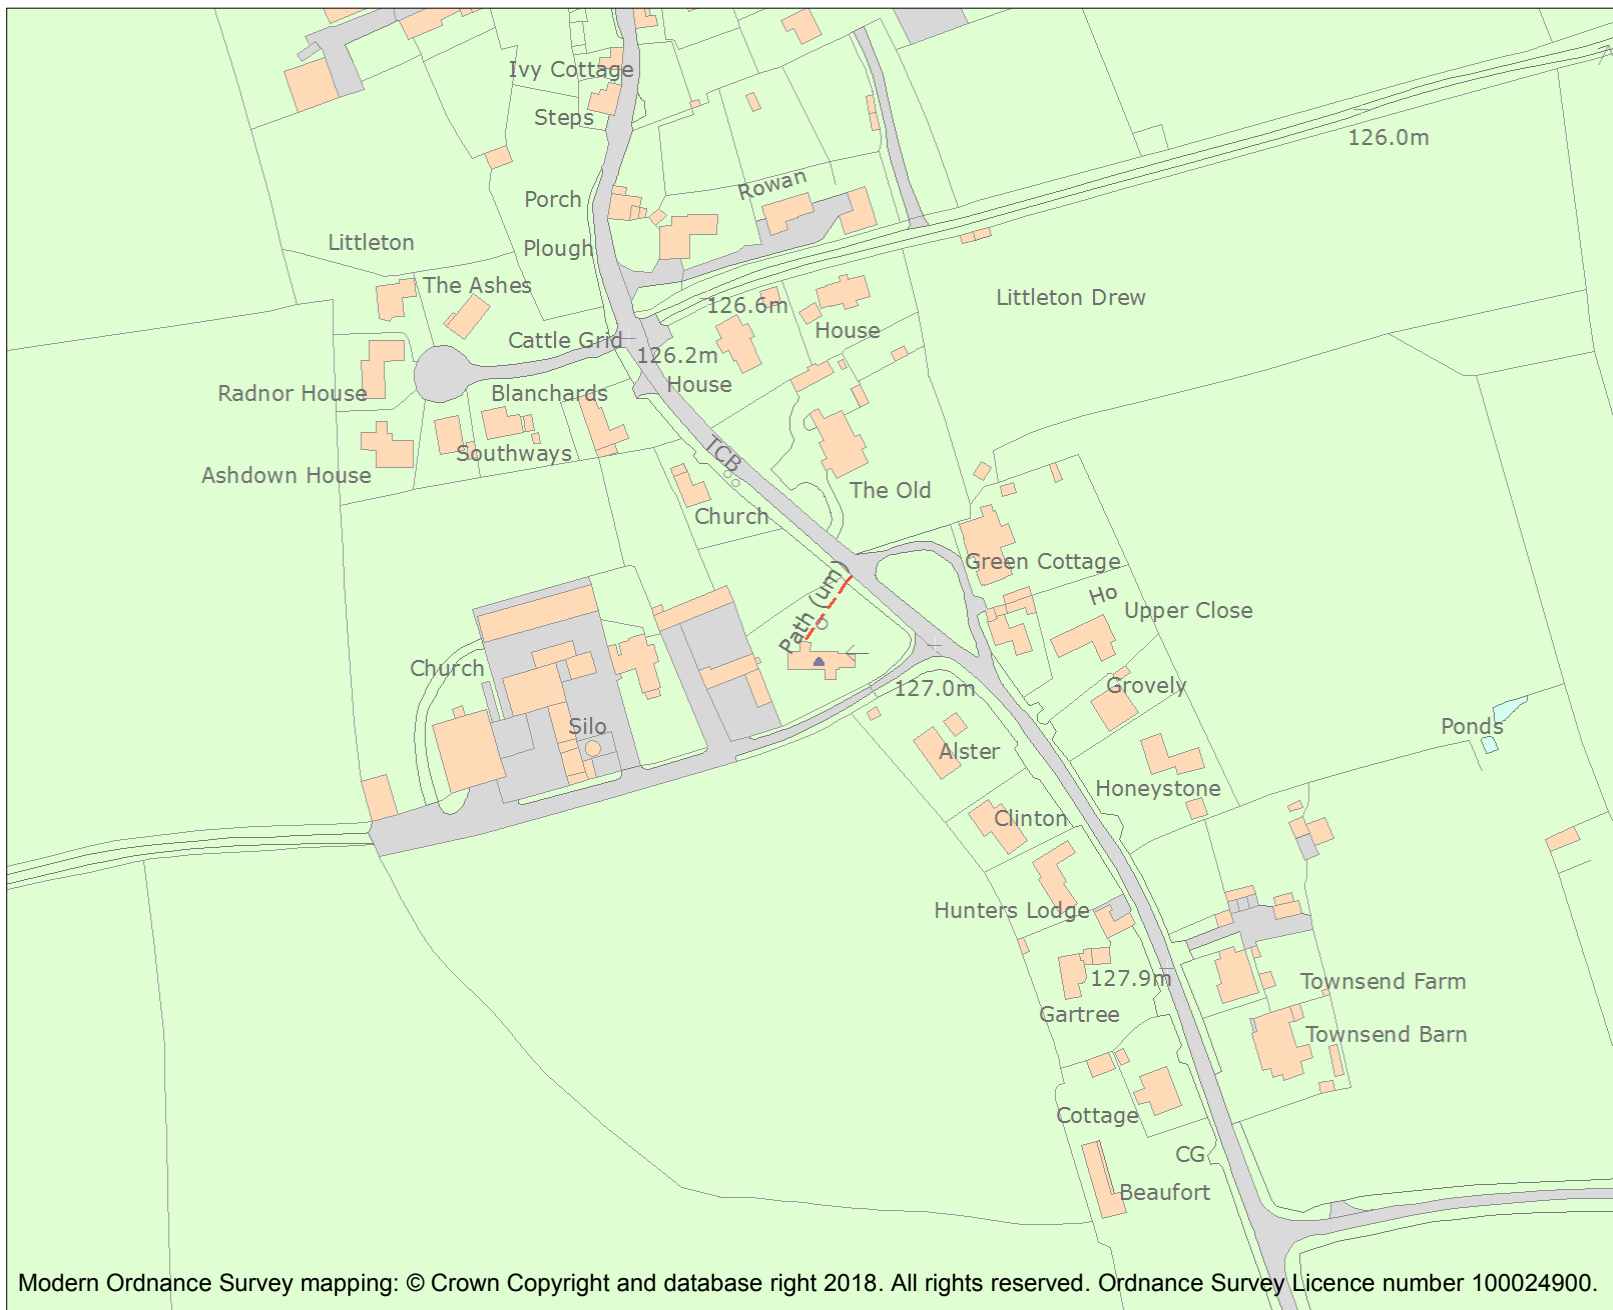 Ivy Cottage
Steps
126.0m
Rowan
Porch
Littleton
Plough
The Ashes
Littleton Drew
126.6m
House
Cattle Grid
126.2m
House
Radnor House
Blanchards
Southways
TCB
Ashdown House
The Old
Church
Green Cottage
Path (um)
Ho
Upper Close
Church
127.0m
Grovely
Silo
Ponds
Alster
Honeystone
Clinton
Hunters Lodge
127.9m
Townsend Farm
Gartree
Townsend Barn
Cottage
CG
Beaufort
Modern Ordnance Survey mapping: © Crown Copyright and database right 2018. All rights reserved. Ordnance Survey Licence number 100024900.